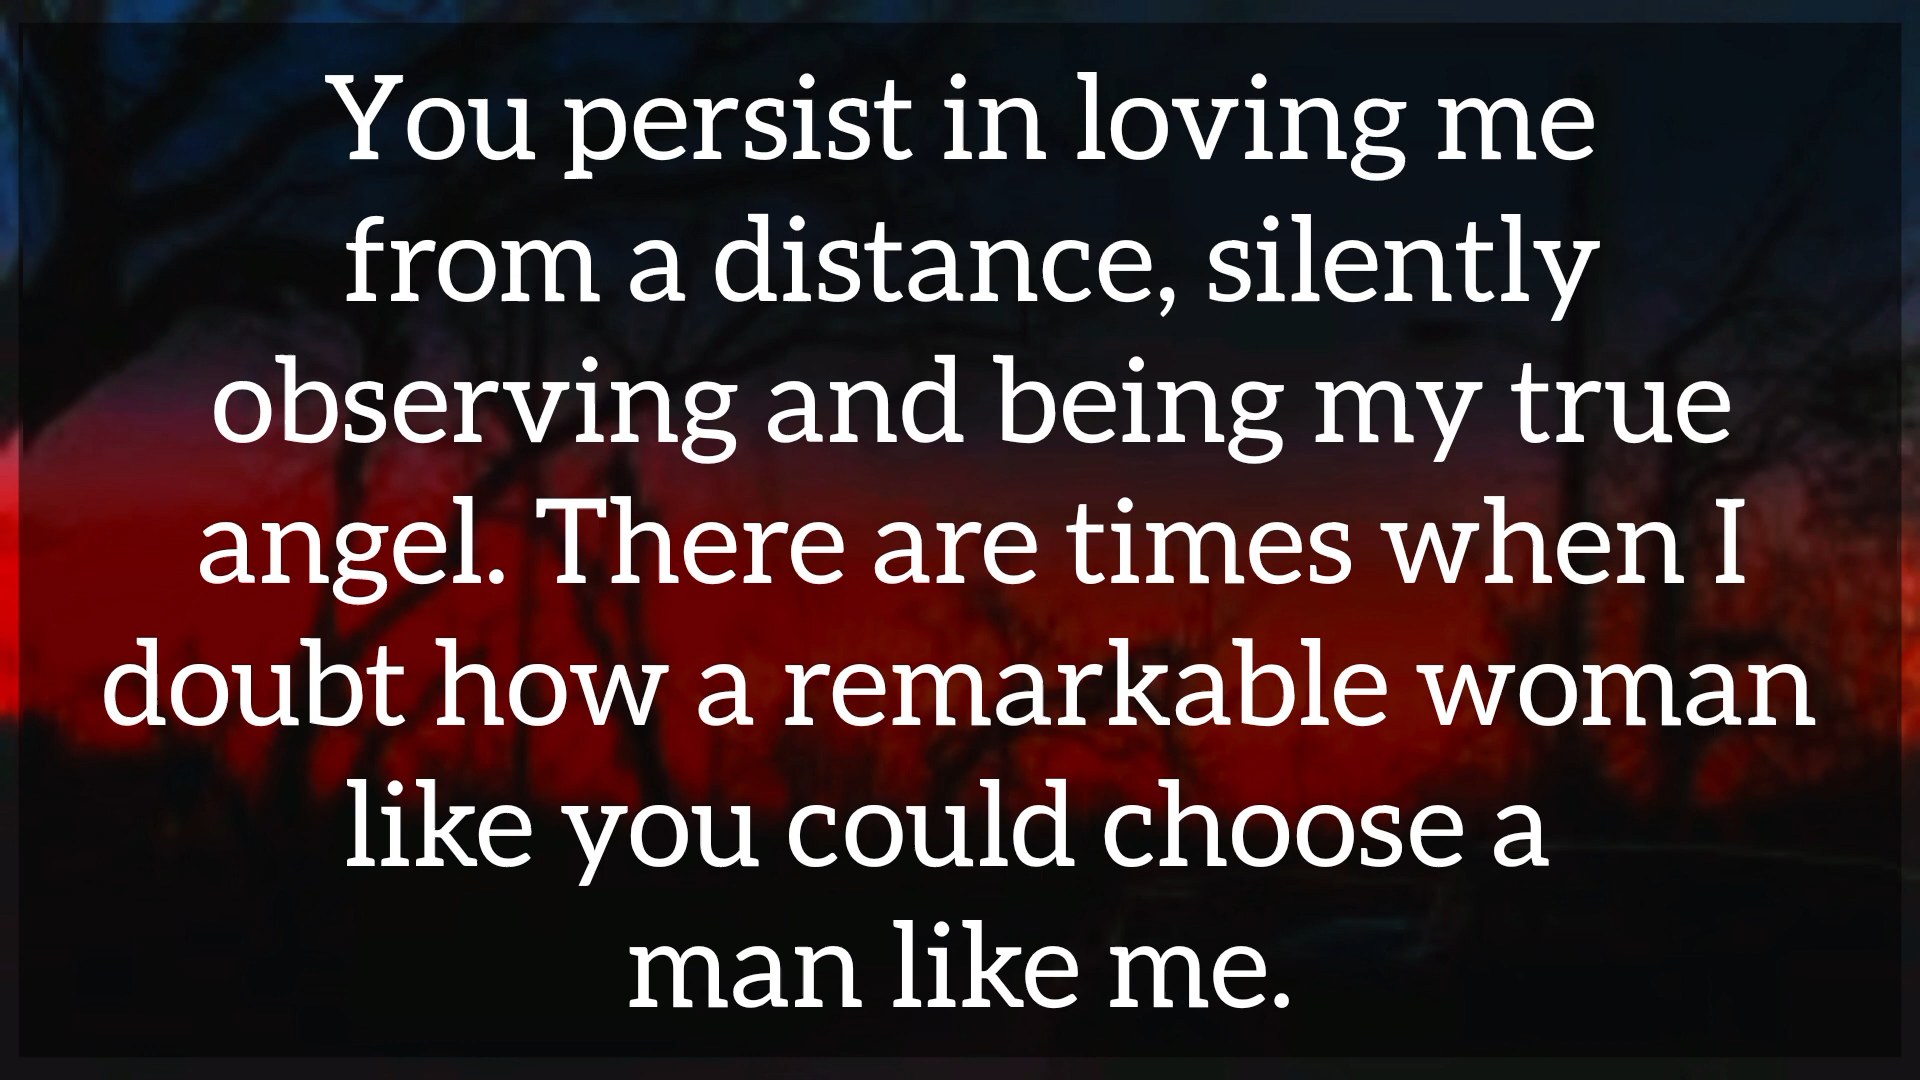 You persist in loving me
from a distance, silently
observing and being my true
angel. There are times when I
doubt how a remarkable woman
like you could choose a
man like me.